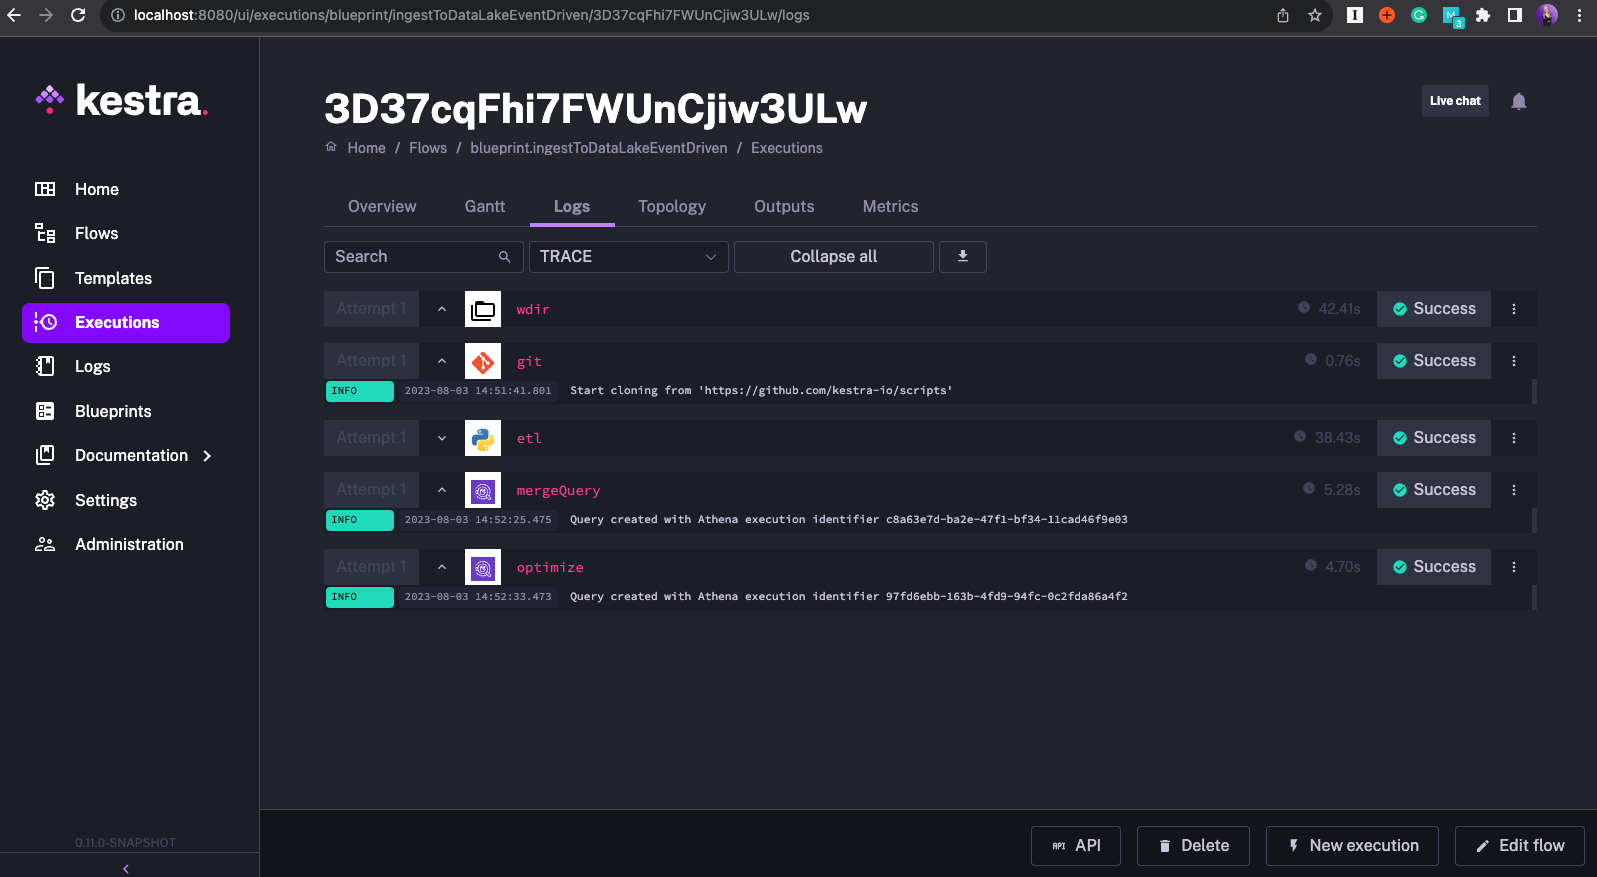 localhost:8080/ui/executions/blueprint/ingestToDataLakeEventDriven/3D37cqFhi7FWUnCjiw3ULw/logs
I
G
M
3
kestra.
Home
Flows
Templates
Executions
Logs
Blueprints
Documentation
Settings
Administration
0.11.0-SNAPSHOT
3D37cqFhi7FWUnCjiw3ULw
Live chat
Home / Flows / blueprint.ingestToDataLakeEventDriven / Executions
Overview Gantt Logs Topology Outputs Metrics
Search TRACE Collapse all
Attempt 1 wdir 42.41s Success
Attempt 1 git 0.76s Success
INFO 2023-08-03 14:51:41.801 Start cloning from 'https://github.com/kestra-io/scripts'
Attempt 1 etl 38.43s Success
Attempt 1 mergeQuery 5.28s Success
INFO 2023-08-03 14:52:25.475 Query created with Athena execution identifier c8a63e7d-ba2e-47f1-bf34-11cad46f9e03
Attempt 1 optimize 4.70s Success
INFO 2023-08-03 14:52:33.473 Query created with Athena execution identifier 97fd6ebb-163b-4fd9-94fc-0c2fda86a4f2
API API Delete New execution Edit flow